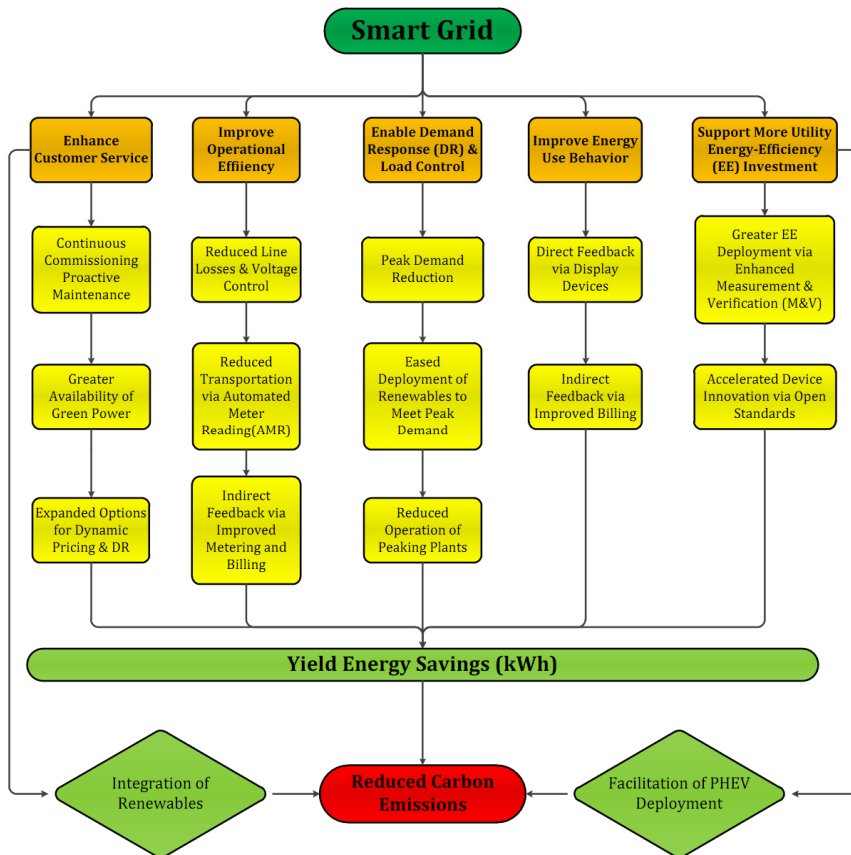 Smart Grid
Enhance
Customer Service
Improve
Operational
Effiiency
Enable Demand
Response (DR) &
Load Control
Improve Energy
Use Behavior
Support More Utility
Energy-Efficiency
(EE) Investment
Continuous
Commissioning
Proactive
Maintenance
Reduced Line
Losses & Voltage
Control
Peak Demand
Reduction
Direct Feedback
via Display
Devices
Greater EE
Deployment via
Enhanced
Measurement &
Verification (M&V)
Greater
Availability of
Green Power
Reduced
Transportation
via Automated
Meter
Reading(AMR)
Eased
Deployment of
Renewables to
Meet Peak
Demand
Indirect
Feedback via
Improved Billing
Accelerated Device
Innovation via Open
Standards
Expanded Options
for Dynamic
Pricing & DR
Indirect
Feedback via
Improved
Metering and
Billing
Reduced
Operation of
Peaking Plants
Yield Energy Savings (kWh)
Integration of
Renewables
Reduced Carbon
Emissions
Facilitation of PHEV
Deployment